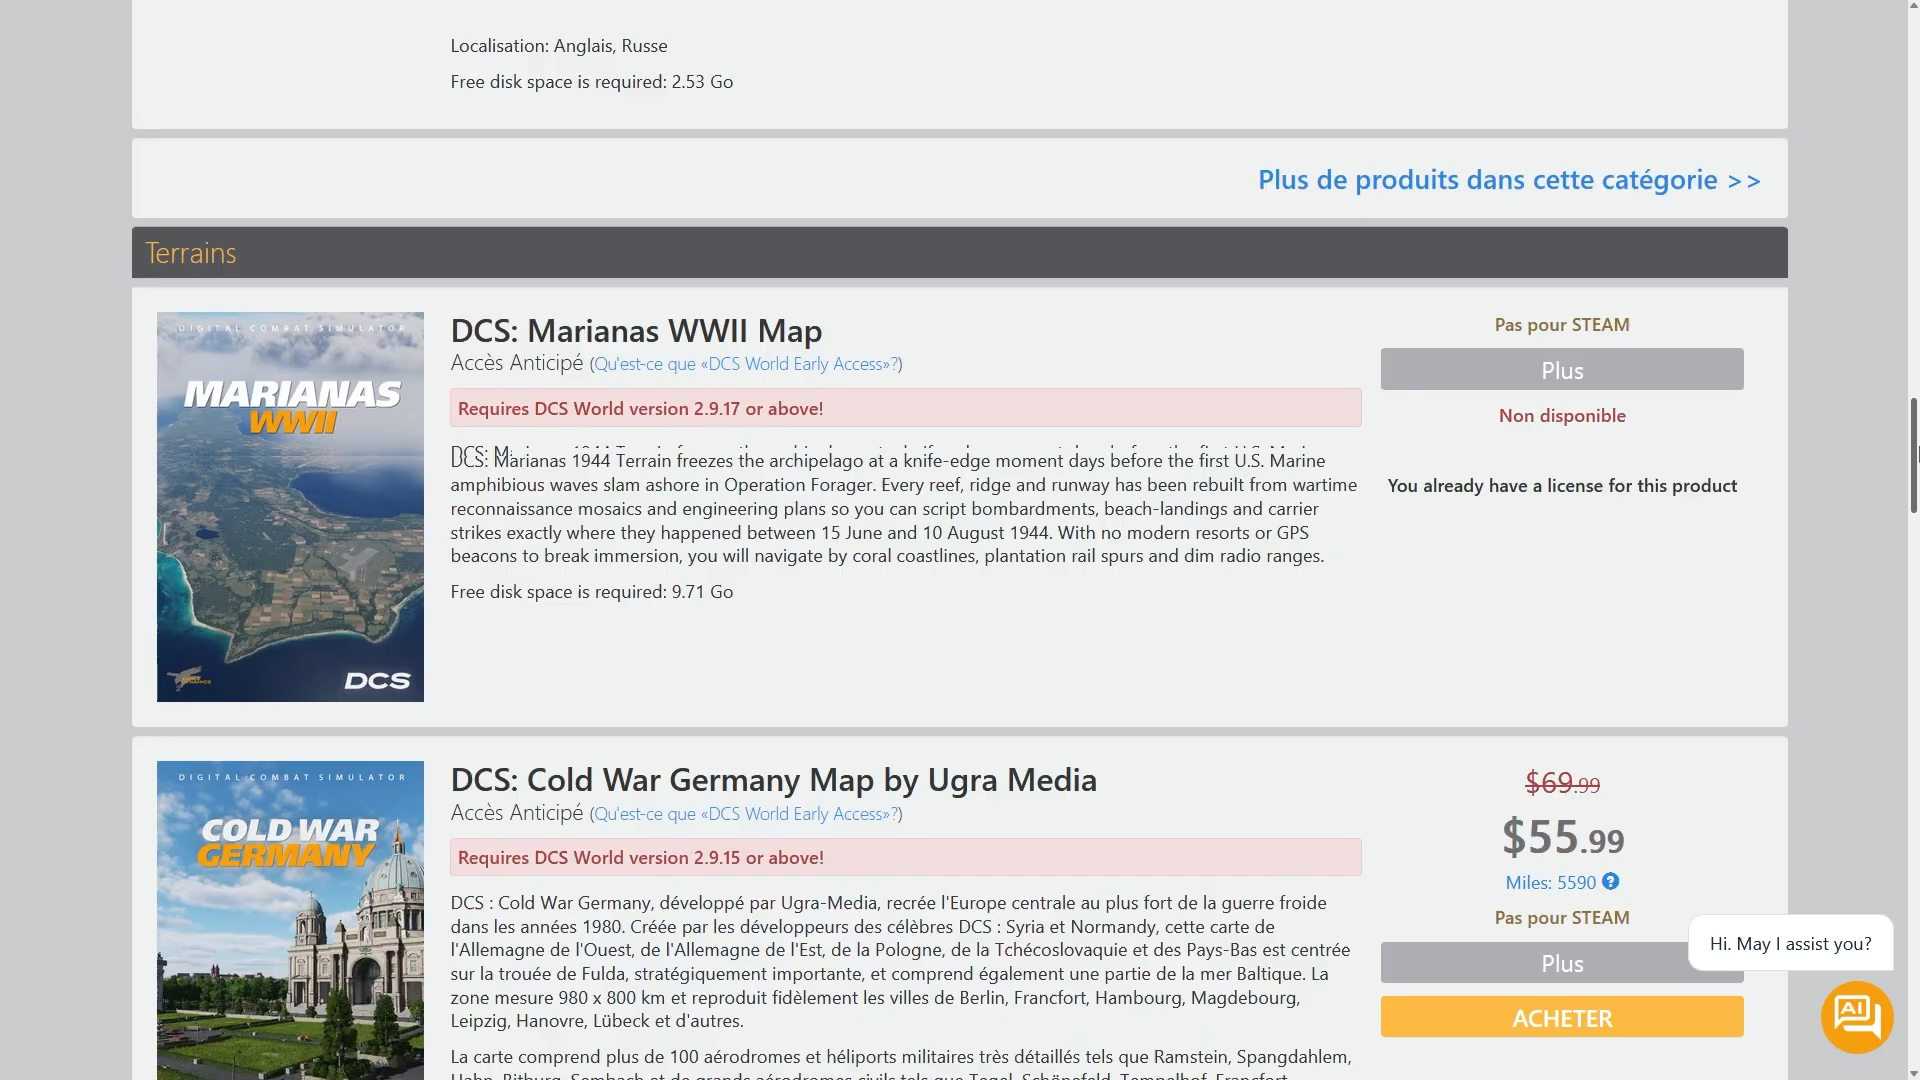 Localisation: Anglais, Russe
Free disk space is required: 2.53 Go
Plus de produits dans cette catégorie >>
Terrains
DIGITAL COMBAT SIMULATOR
MARIANAS
WWII
DCS
DCS: Marianas WWII Map
Accès Anticipé (Qu'est-ce que «DCS World Early Access»?)
Requires DCS World version 2.9.17 or above!
DCS: Marianas 1944 Terrain freezes the archipelago at a knife-edge moment days before the first U.S. Marine
amphibious waves slam ashore in Operation Forager. Every reef, ridge and runway has been rebuilt from wartime
reconnaissance mosaics and engineering plans so you can script bombardments, beach-landings and carrier
strikes exactly where they happened between 15 June and 10 August 1944. With no modern resorts or GPS
beacons to break immersion, you will navigate by coral coastlines, plantation rail spurs and dim radio ranges.
Free disk space is required: 9.71 Go
Pas pour STEAM
Plus
Non disponible
You already have a license for this product
DIGITAL COMBAT SIMULATOR
COLD WAR
GERMANY
DCS: Cold War Germany Map by Ugra Media
Accès Anticipé (Qu'est-ce que «DCS World Early Access»?)
Requires DCS World version 2.9.15 or above!
DCS : Cold War Germany, développé par Ugra-Media, recrée l'Europe centrale au plus fort de la guerre froide
dans les années 1980. Créée par les développeurs des célèbres DCS : Syria et Normandy, cette carte de
l'Allemagne de l'Ouest, de l'Allemagne de l'Est, de la Pologne, de la Tchécoslovaquie et des Pays-Bas est centrée
sur la trouée de Fulda, stratégiquement importante, et comprend également une partie de la mer Baltique. La
zone mesure 980 x 800 km et reproduit fidèlement les villes de Berlin, Francfort, Hambourg, Magdebourg,
Leipzig, Hanovre, Lübeck et d'autres.
La carte comprend plus de 100 aérodromes et héliports militaires très détaillés tels que Ramstein, Spangdahlem,
Hahn, Bitburg, Sembach et de grands aérodromes civils tels que Tegel, Schönefeld, Tempelhof, Francfort
$69.99
$55.99
Miles: 5590 ?
Pas pour STEAM
Plus
ACHETER
Hi. May I assist you?
AI